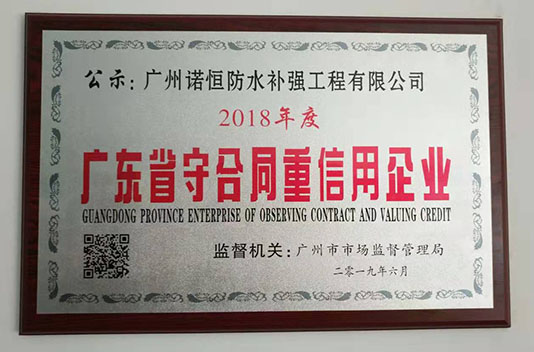 公示:广州诺恒防水补强工程有限公司
2018年度
广东省守合同重信用企业
GUANGDONG PROVINCE ENTERPRISE OF OBSERVING CONTRACT AND VALUING CREDIT
监督机关:广州市市场监督管理局
二零一九年六月